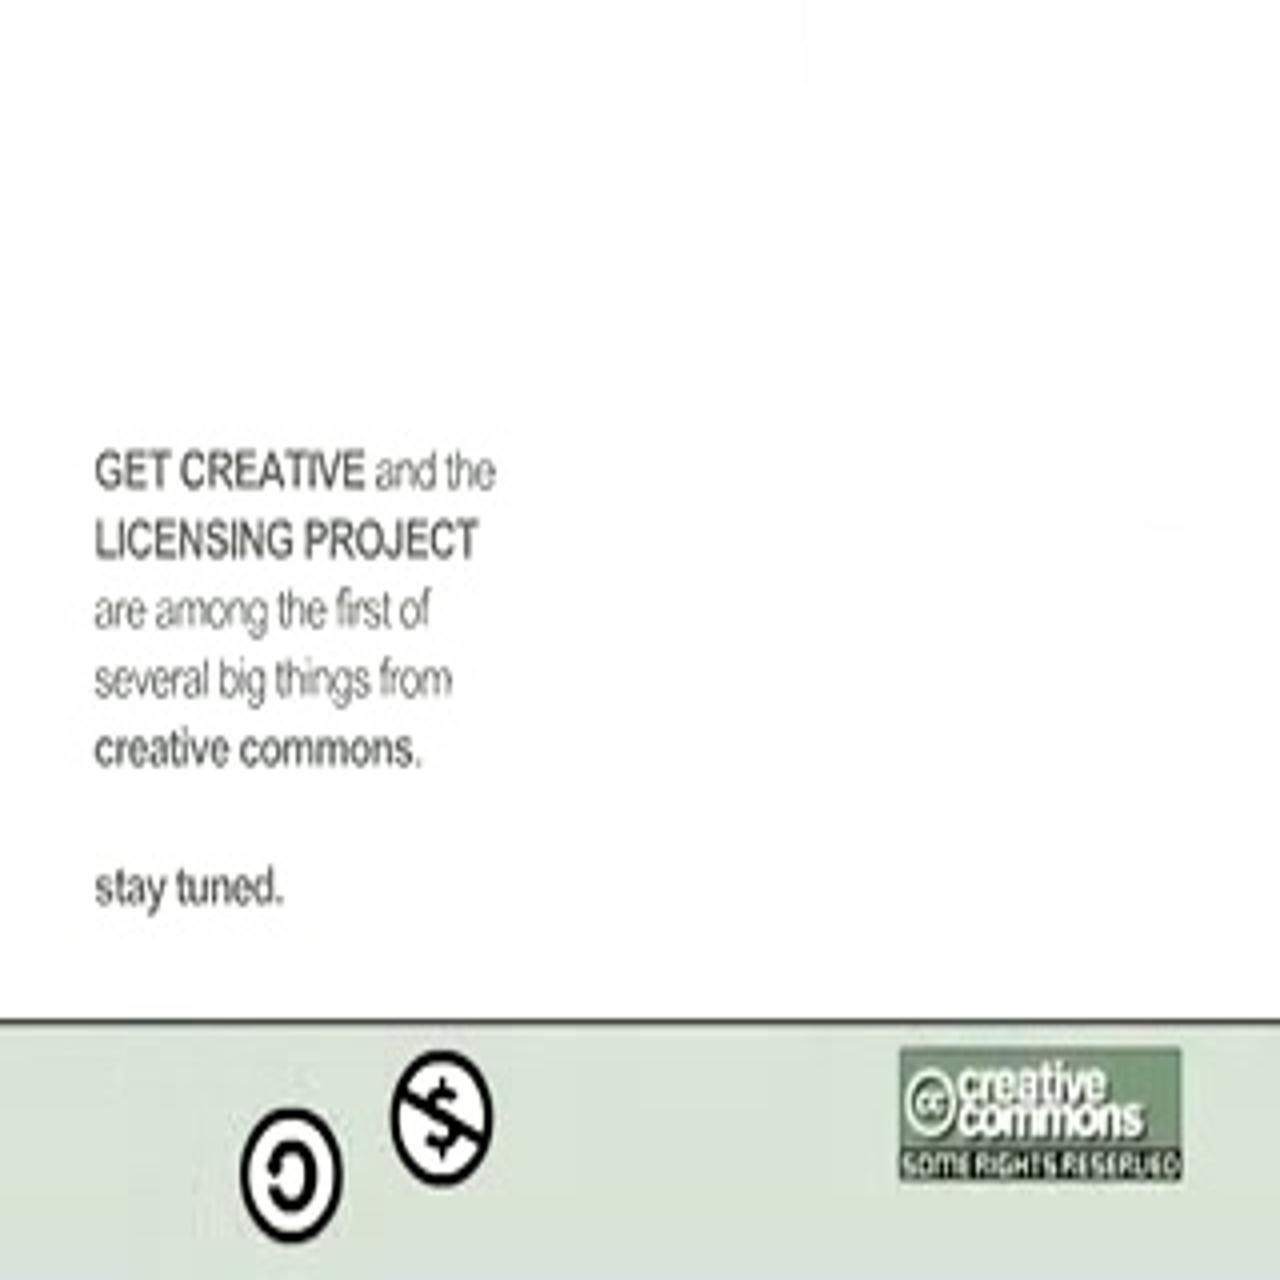 GET CREATIVE and the
LICENSING PROJECT
are among the first of
several big things from
creative commons.
stay tuned.
creative
commons
SOME RIGHTS RESERVED